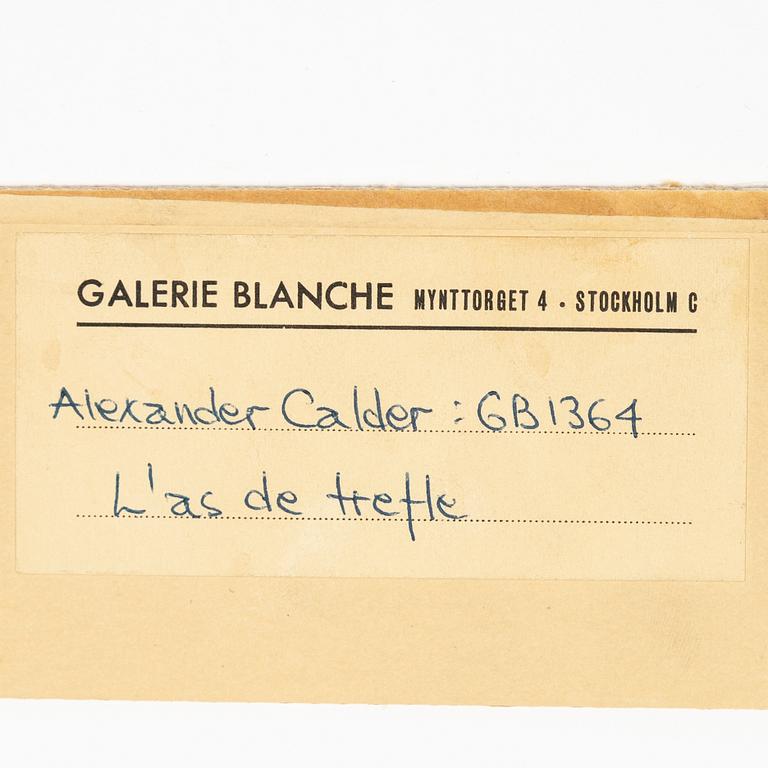 GALERIE BLANCHE MYNTTORGET 4 · STOCKHOLM C
Alexander Calder : GB1364
L'as de trefle